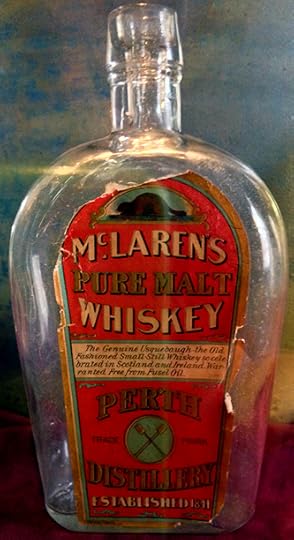 McLAREN'S
PURE MALT
WHISKEY
The Genuine Usquebaugh-the Old
Fashioned Small-Still Whiskey so cele-
brated in Scotland and Ireland. War-
ranted Free from Fusel Oil.
PERTH
TRADE MARK
DISTILLERY
ESTABLISHED